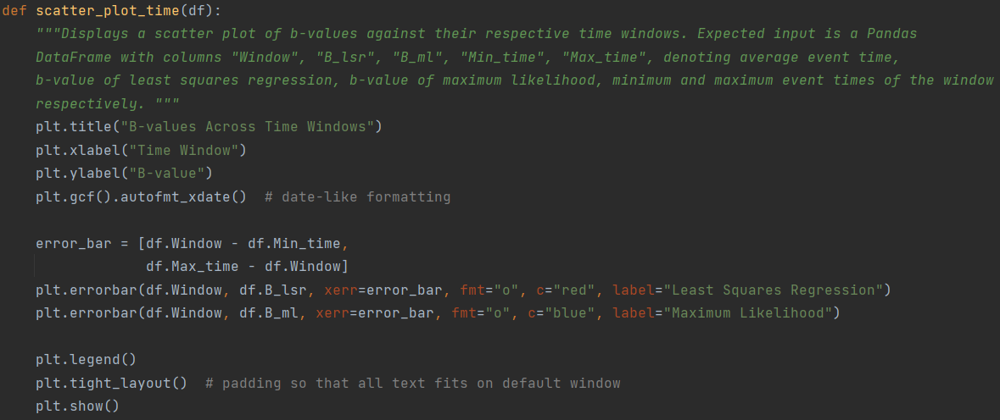 def scatter_plot_time(df):
    """Displays a scatter plot of b-values against their respective time windows. Expected input is a Pandas
    DataFrame with columns "Window", "B_lsr", "B_ml", "Min_time", "Max_time", denoting average event time,
    b-value of least squares regression, b-value of maximum likelihood, minimum and maximum event times of the window
    respectively. """
    plt.title("B-values Across Time Windows")
    plt.xlabel("Time Window")
    plt.ylabel("B-value")
    plt.gcf().autofmt_xdate()  # date-like formatting

    error_bar = [df.Window - df.Min_time,
                 df.Max_time - df.Window]
    plt.errorbar(df.Window, df.B_lsr, xerr=error_bar, fmt="o", c="red", label="Least Squares Regression")
    plt.errorbar(df.Window, df.B_ml, xerr=error_bar, fmt="o", c="blue", label="Maximum Likelihood")

    plt.legend()
    plt.tight_layout()  # padding so that all text fits on default window
    plt.show()